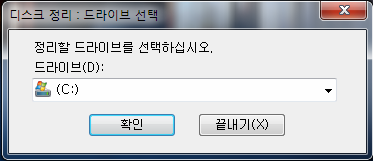 디스크 정리 : 드라이브 선택
정리할 드라이브를 선택하십시오.
드라이브(D):
(C:)
확인
끝내기(X)